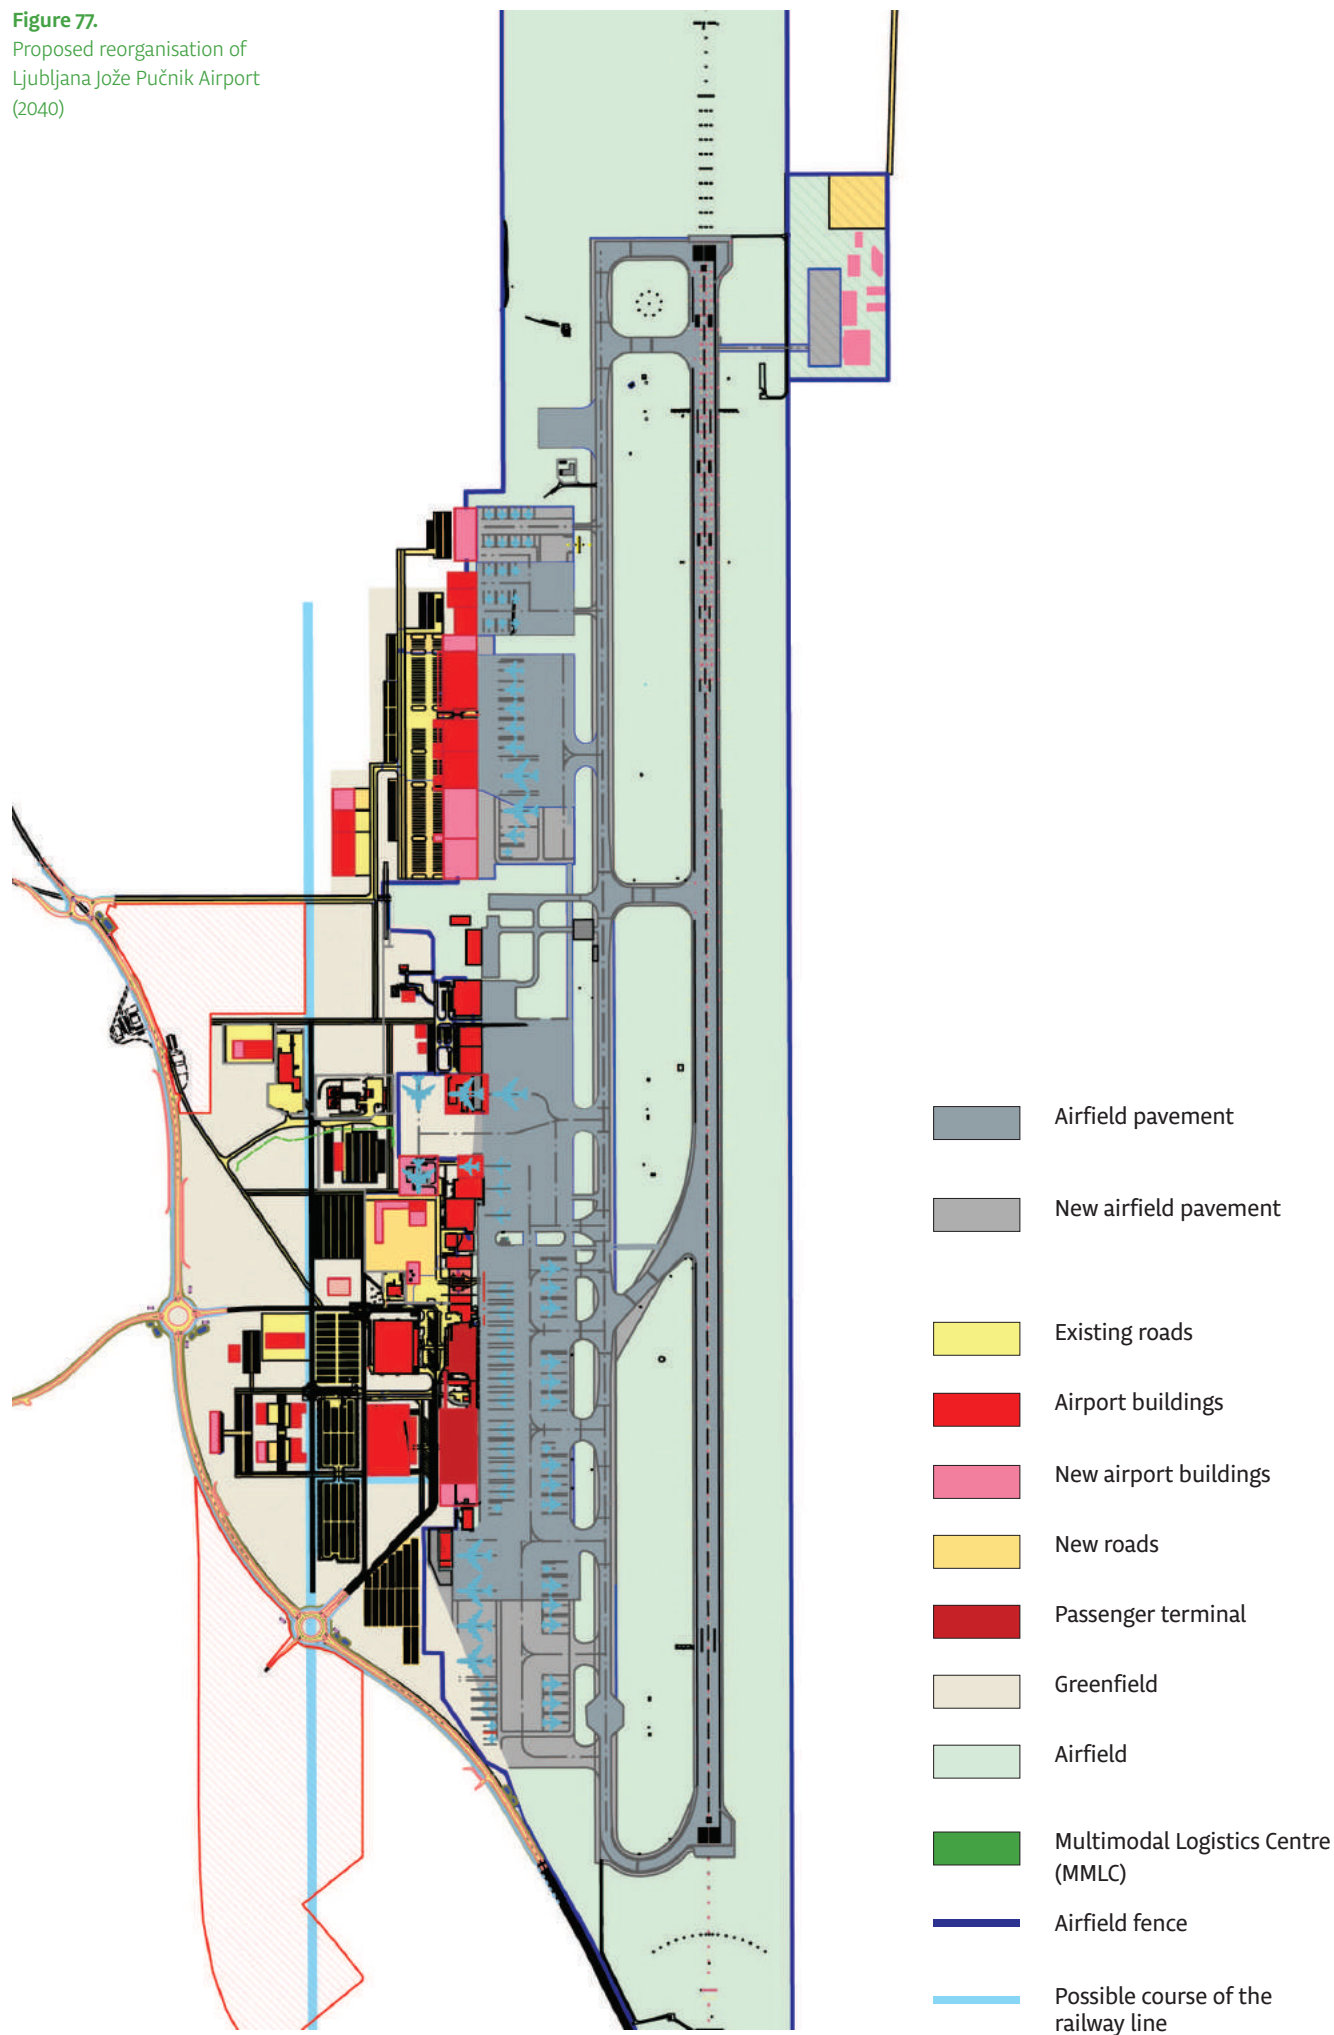 Figure 77.
Proposed reorganisation of
Ljubljana Jože Pučnik Airport
(2040)
Airfield pavement
New airfield pavement
Existing roads
Airport buildings
New airport buildings
New roads
Passenger terminal
Greenfield
Airfield
Multimodal Logistics Centre
(MMLC)
Airfield fence
Possible course of the
railway line